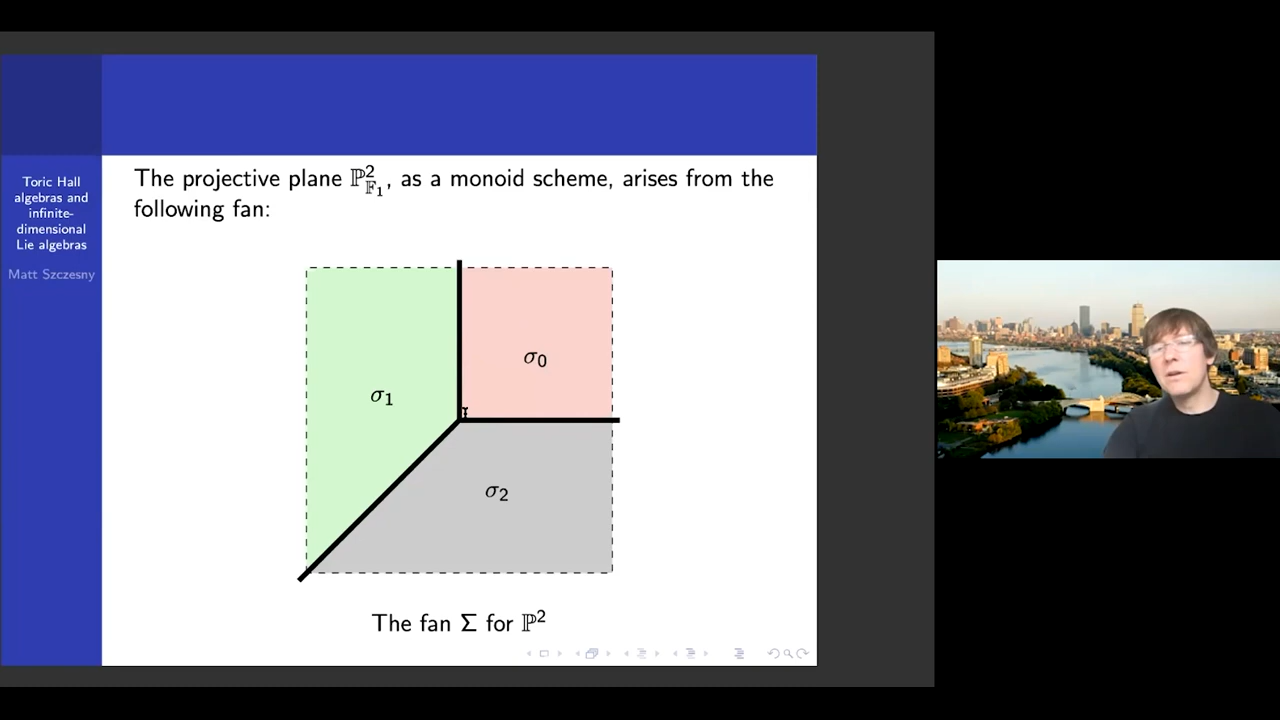 The projective plane ℙ²_𝔽₁, as a monoid scheme, arises from the
following fan:
Toric Hall
algebras and
infinite-
dimensional
Lie algebras
Matt Szczesny
σ₀
σ₁
σ₂
The fan Σ for ℙ²